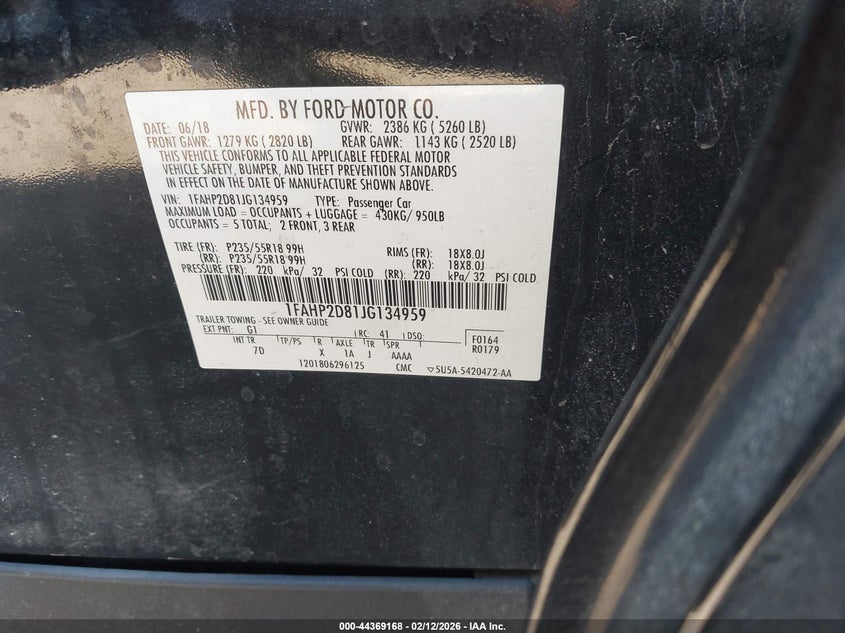 MFD. BY FORD MOTOR CO.
DATE: 06/18 GVWR: 2386 KG ( 5260 LB)
FRONT GAWR: 1279 KG ( 2820 LB) REAR GAWR: 1143 KG ( 2520 LB)
THIS VEHICLE CONFORMS TO ALL APPLICABLE FEDERAL MOTOR
VEHICLE SAFETY, BUMPER, AND THEFT PREVENTION STANDARDS
IN EFFECT ON THE DATE OF MANUFACTURE SHOWN ABOVE.
VIN: 1FAHP2D81JG134959 TYPE: Passenger Car
MAXIMUM LOAD = OCCUPANTS + LUGGAGE = 430KG/ 950LB
OCCUPANTS = 5 TOTAL; 2 FRONT, 3 REAR
TIRE (FR): P235/55R18 99H RIMS (FR): 18X8.0J
(RR): P235/55R18 99H (RR): 18X8.0J
PRESSURE (FR): 220 kPa/ 32 PSI COLD (RR): 220 kPa/ 32 PSI COLD
1FAHP2D81JG134959
TRAILER TOWING - SEE OWNER GUIDE
EXT PNT: G1 RC: 41 DSO: F0164
INT TR TP/PS R AXLE TR SPR R0179
7D X 1A J AAAA
1201806296125 CMC ▽5U5A-5420472-AA
000-44369168 - 02/12/2026 - IAA Inc.